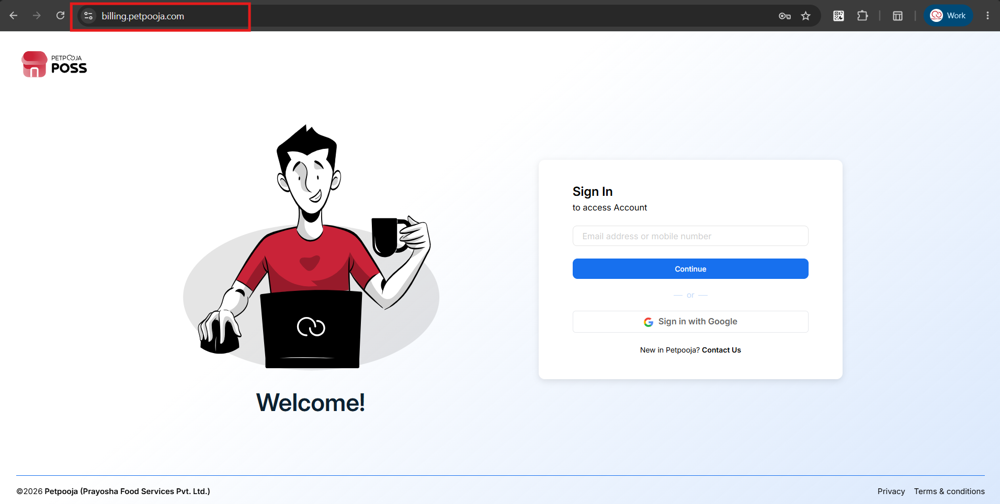 billing.petpooja.com
Work
PETPOOJA
POSS
Sign In
to access Account
Email address or mobile number
Continue
or
Sign in with Google
New in Petpooja? Contact Us
Welcome!
©2026 Petpooja (Prayosha Food Services Pvt. Ltd.)
Privacy
Terms & conditions